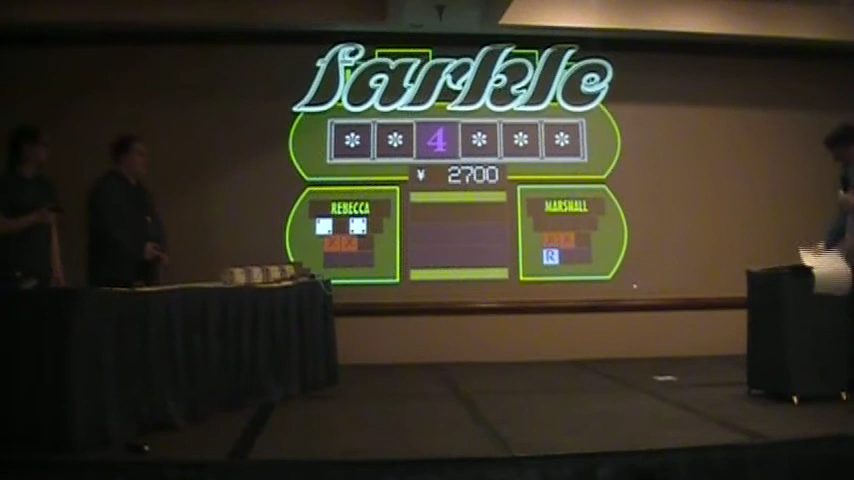 farkle
* * 4 * * *
¥ 2700
REBECCA
MARSHALL
X X
X X
R